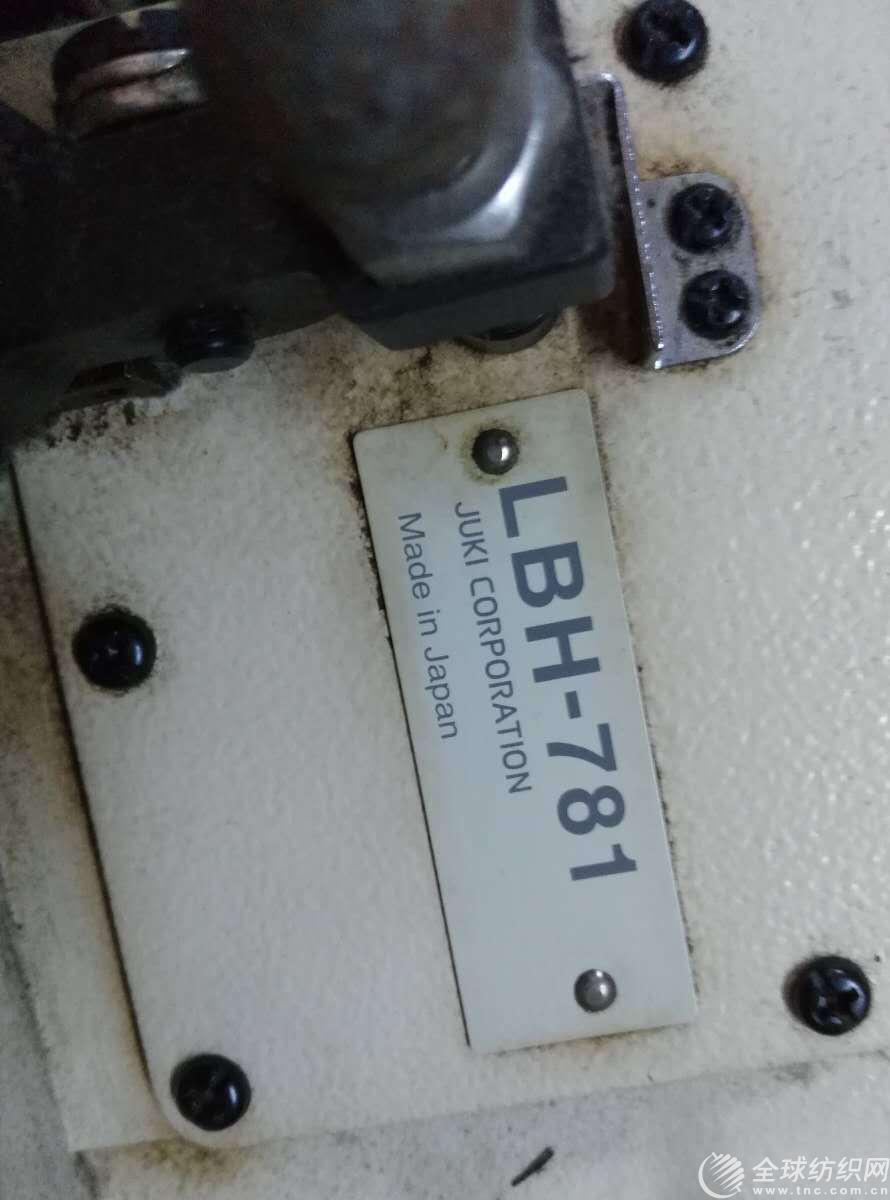 LBH-781
JUKI CORPORATION
Made in Japan
全球纺织网
www.tnc.com.cn